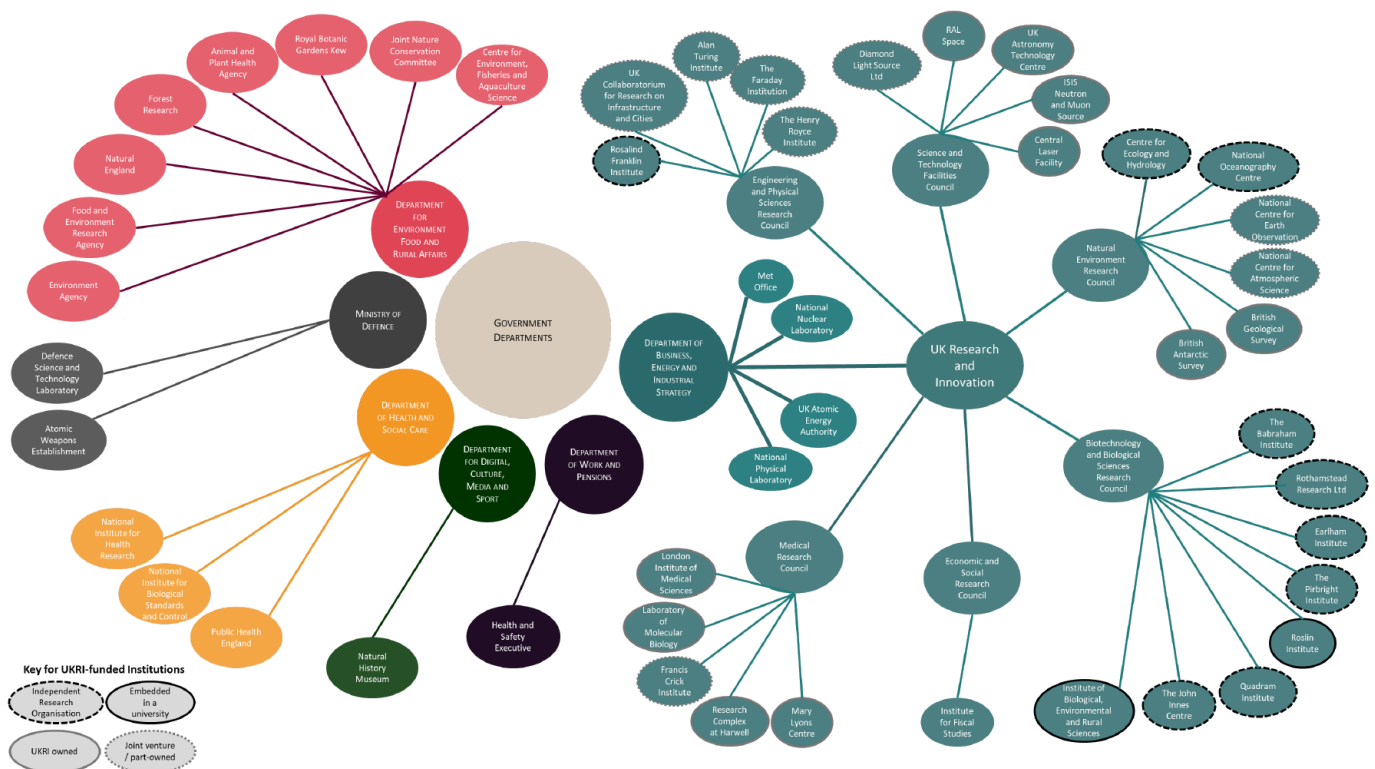 Royal Botanic
Gardens Kew
Joint Nature
Conservation
Committee
Animal and
Plant Health
Agency
Centre for
Environment,
Fisheries and
Aquaculture
Science
Forest
Research
Natural
England
Food and
Environment
Research
Agency
Environment
Agency
DEPARTMENT
FOR
ENVIRONMENT
FOOD AND
RURAL AFFAIRS
MINISTRY OF
DEFENCE
GOVERNMENT
DEPARTMENTS
Defence
Science and
Technology
Laboratory
Atomic
Weapons
Establishment
DEPARTMENT
OF HEALTH AND
SOCIAL CARE
DEPARTMENT
FOR DIGITAL,
CULTURE,
MEDIA AND
SPORT
DEPARTMENT
OF WORK AND
PENSIONS
National
Institute for
Health
Research
National
Institute for
Biological
Standards
and Control
Public Health
England
Natural
History
Museum
Health and
Safety
Executive
Key for UKRI-funded Institutions
Independent
Research
Organisation
Embedded
in a
university
UKRI owned
Joint venture
/ part-owned
UK
Collaboratorium
for Research on
Infrastructure
and Cities
Alan
Turing
Institute
The
Faraday
Institution
The Henry
Royce
Institute
Rosalind
Franklin
Institute
Engineering
and Physical
Sciences
Research
Council
Diamond
Light Source
Ltd
RAL
Space
UK
Astronomy
Technology
Centre
ISIS
Neutron
and Muon
Source
Central
Laser
Facility
Science and
Technology
Facilities
Council
Centre for
Ecology and
Hydrology
National
Oceanography
Centre
National
Centre for
Earth
Observation
National
Centre for
Atmospheric
Science
British
Geological
Survey
British
Antarctic
Survey
Natural
Environment
Research
Council
Met
Office
National
Nuclear
Laboratory
DEPARTMENT OF
BUSINESS,
ENERGY AND
INDUSTRIAL
STRATEGY
UK Atomic
Energy
Authority
National
Physical
Laboratory
UK Research
and
Innovation
Biotechnology
and Biological
Sciences
Research
Council
The
Babraham
Institute
Rothamstead
Research Ltd
Earlham
Institute
The
Pirbright
Institute
Roslin
Institute
Quadram
Institute
The John
Innes
Centre
Institute of
Biological,
Environmental
and Rural
Sciences
Medical
Research
Council
London
Institute of
Medical
Sciences
Laboratory
of
Molecular
Biology
Francis
Crick
Institute
Research
Complex
at Harwell
Mary
Lyons
Centre
Economic and
Social
Research
Council
Institute
for Fiscal
Studies